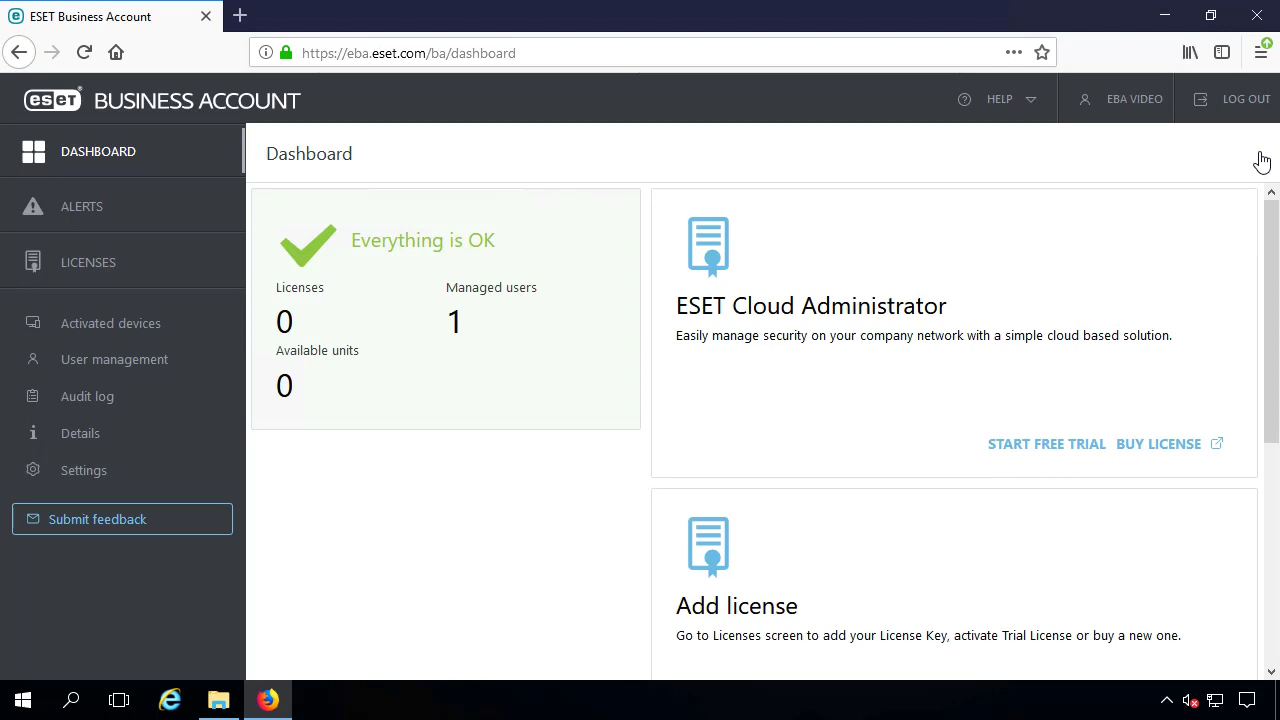 ESET Business Account
https://eba.eset.com/ba/dashboard
eset BUSINESS ACCOUNT
HELP
EBA VIDEO
LOG OUT
DASHBOARD
ALERTS
LICENSES
Activated devices
User management
Audit log
Details
Settings
Submit feedback
Dashboard
Everything is OK
Licenses
0
Managed users
1
Available units
0
ESET Cloud Administrator
Easily manage security on your company network with a simple cloud based solution.
START FREE TRIAL BUY LICENSE
Add license
Go to Licenses screen to add your License Key, activate Trial License or buy a new one.